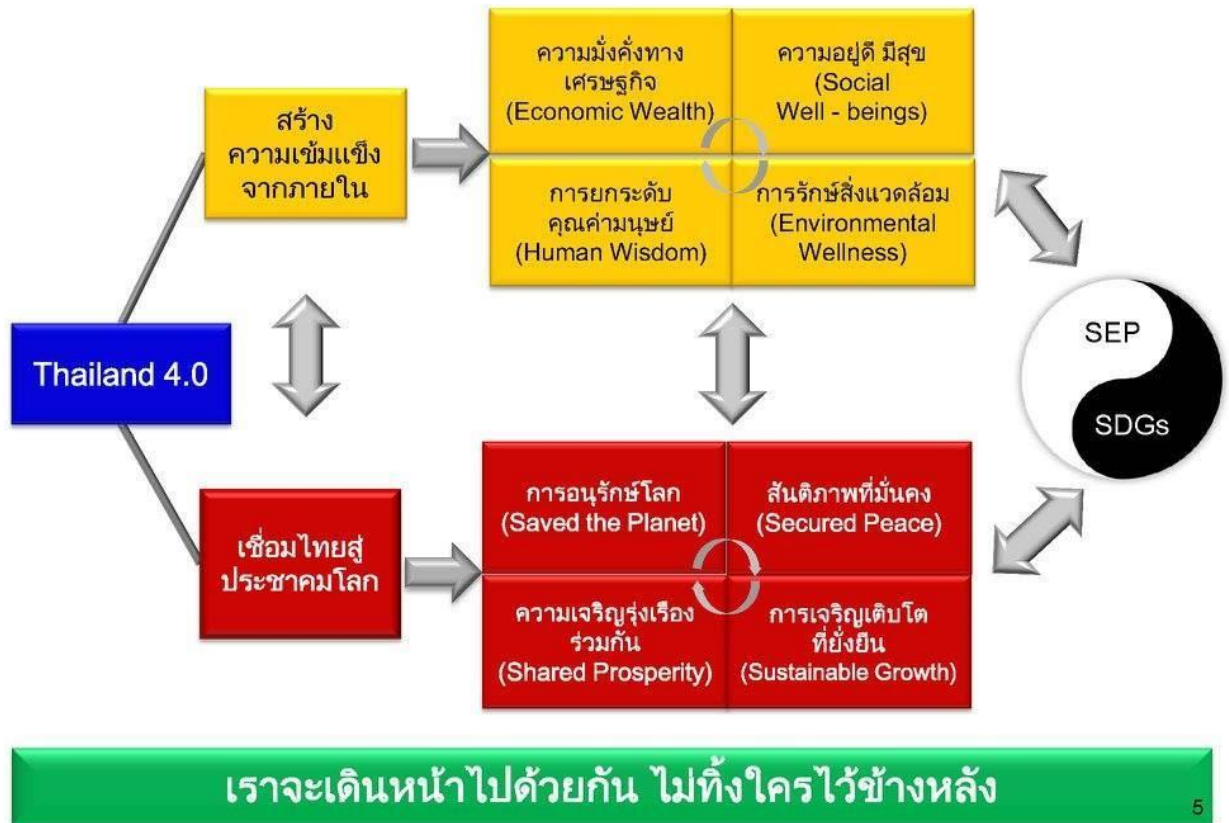 ความมั่งคั่งทาง
เศรษฐกิจ
(Economic Wealth)
ความอยู่ดี มีสุข
(Social
Well - beings)
สร้าง
ความเข้มแข็ง
จากภายใน
การยกระดับ
คุณค่ามนุษย์
(Human Wisdom)
การรักษ์สิ่งแวดล้อม
(Environmental
Wellness)
Thailand 4.0
SEP
SDGs
การอนุรักษ์โลก
(Saved the Planet)
สันติภาพที่มั่นคง
(Secured Peace)
เชื่อมไทยสู่
ประชาคมโลก
ความเจริญรุ่งเรือง
ร่วมกัน
(Shared Prosperity)
การเจริญเติบโต
ที่ยั่งยืน
(Sustainable Growth)
เราจะเดินหน้าไปด้วยกัน ไม่ทิ้งใครไว้ข้างหลัง
5